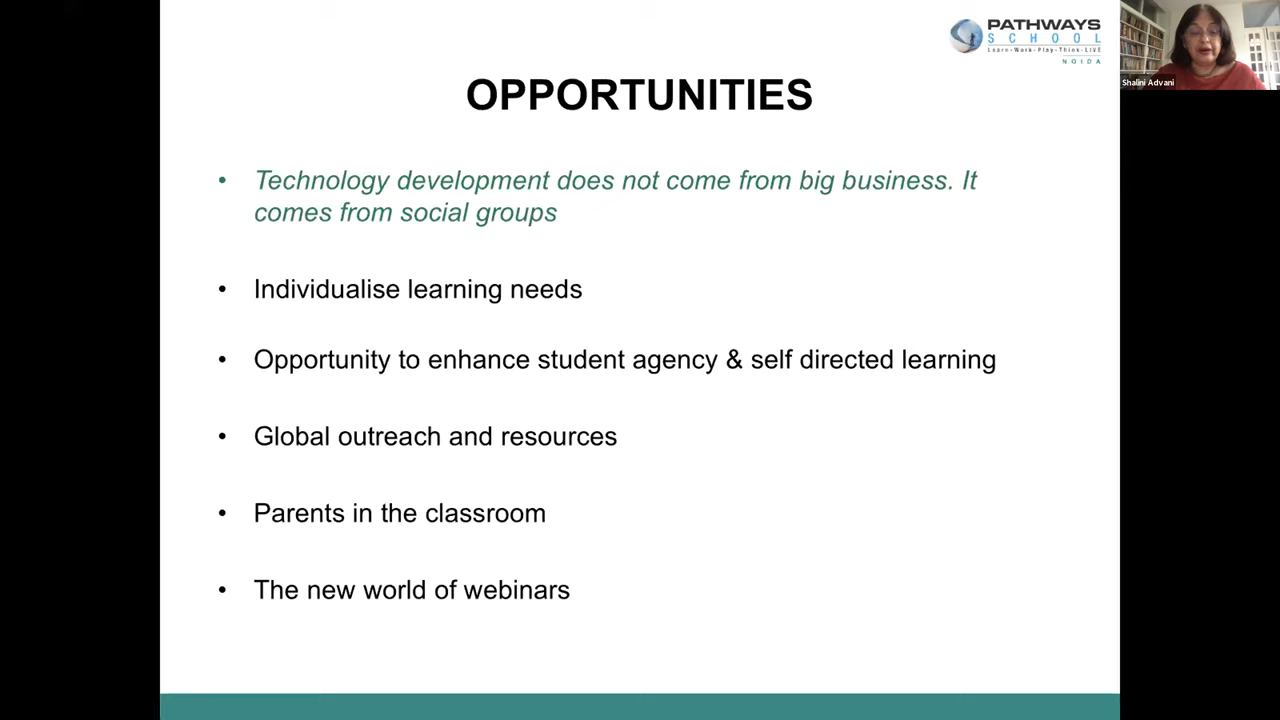 PATHWAYS
SCHOOL
Learn-Work-Play-Think-LIVE
NOIDA
Shalini Advani
OPPORTUNITIES
• Technology development does not come from big business. It
comes from social groups
• Individualise learning needs
• Opportunity to enhance student agency & self directed learning
• Global outreach and resources
• Parents in the classroom
• The new world of webinars